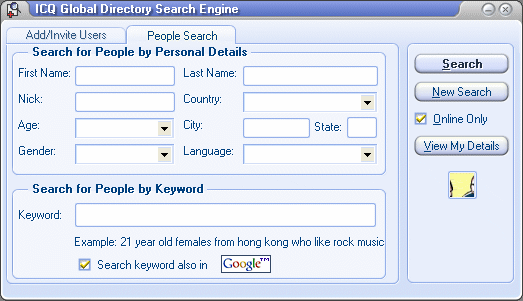 ICQ Global Directory Search Engine
Add/Invite Users People Search
Search for People by Personal Details
First Name: Last Name:
Nick: Country:
Age: City: State:
Gender: Language:
Search for People by Keyword
Keyword:
Example: 21 year old females from hong kong who like rock music
Search keyword also in Google™
Search
New Search
Online Only
View My Details